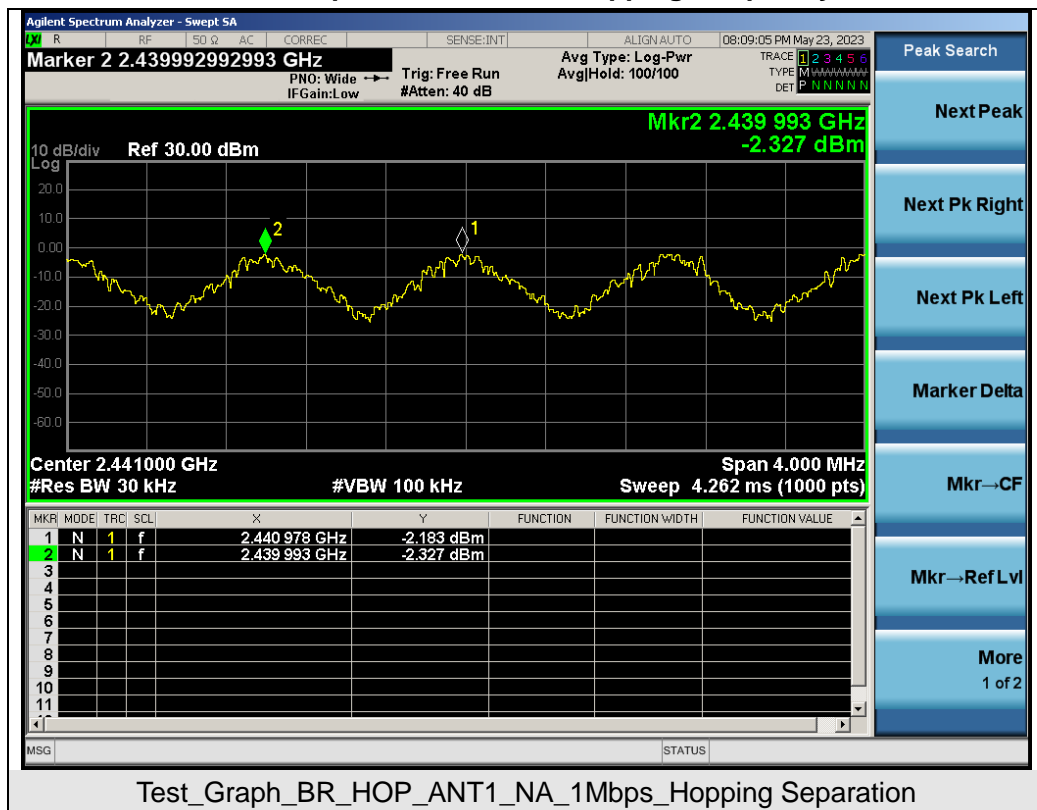 Agilent Spectrum Analyzer - Swept SA
LXI R RF 50 Ω AC CORREC SENSE:INT ALIGN AUTO 08:09:05 PM May 23, 2023
Marker 2 2.439992992993 GHz
PNO: Wide
IFGain:Low
Trig: Free Run
#Atten: 40 dB
Avg Type: Log-Pwr
Avg|Hold: 100/100
TRACE 1 2 3 4 5 6
TYPE M WWWWW
DET P N N N N N
Peak Search
Next Peak
Next Pk Right
Next Pk Left
Marker Delta
Mkr→CF
Mkr→Ref Lvl
More
1 of 2
Mkr2 2.439 993 GHz
-2.327 dBm
10 dB/div Ref 30.00 dBm
Log
20.0
10.0
0.00
-10.0
-20.0
-30.0
-40.0
-50.0
-60.0
2
1
Center 2.441000 GHz Span 4.000 MHz
#Res BW 30 kHz #VBW 100 kHz Sweep 4.262 ms (1000 pts)
MKR MODE TRC SCL X Y FUNCTION FUNCTION WIDTH FUNCTION VALUE
1 N 1 f 2.440 978 GHz -2.183 dBm
2 N 1 f 2.439 993 GHz -2.327 dBm
3
4
5
6
7
8
9
10
11
MSG STATUS
Test_Graph_BR_HOP_ANT1_NA_1Mbps_Hopping Separation